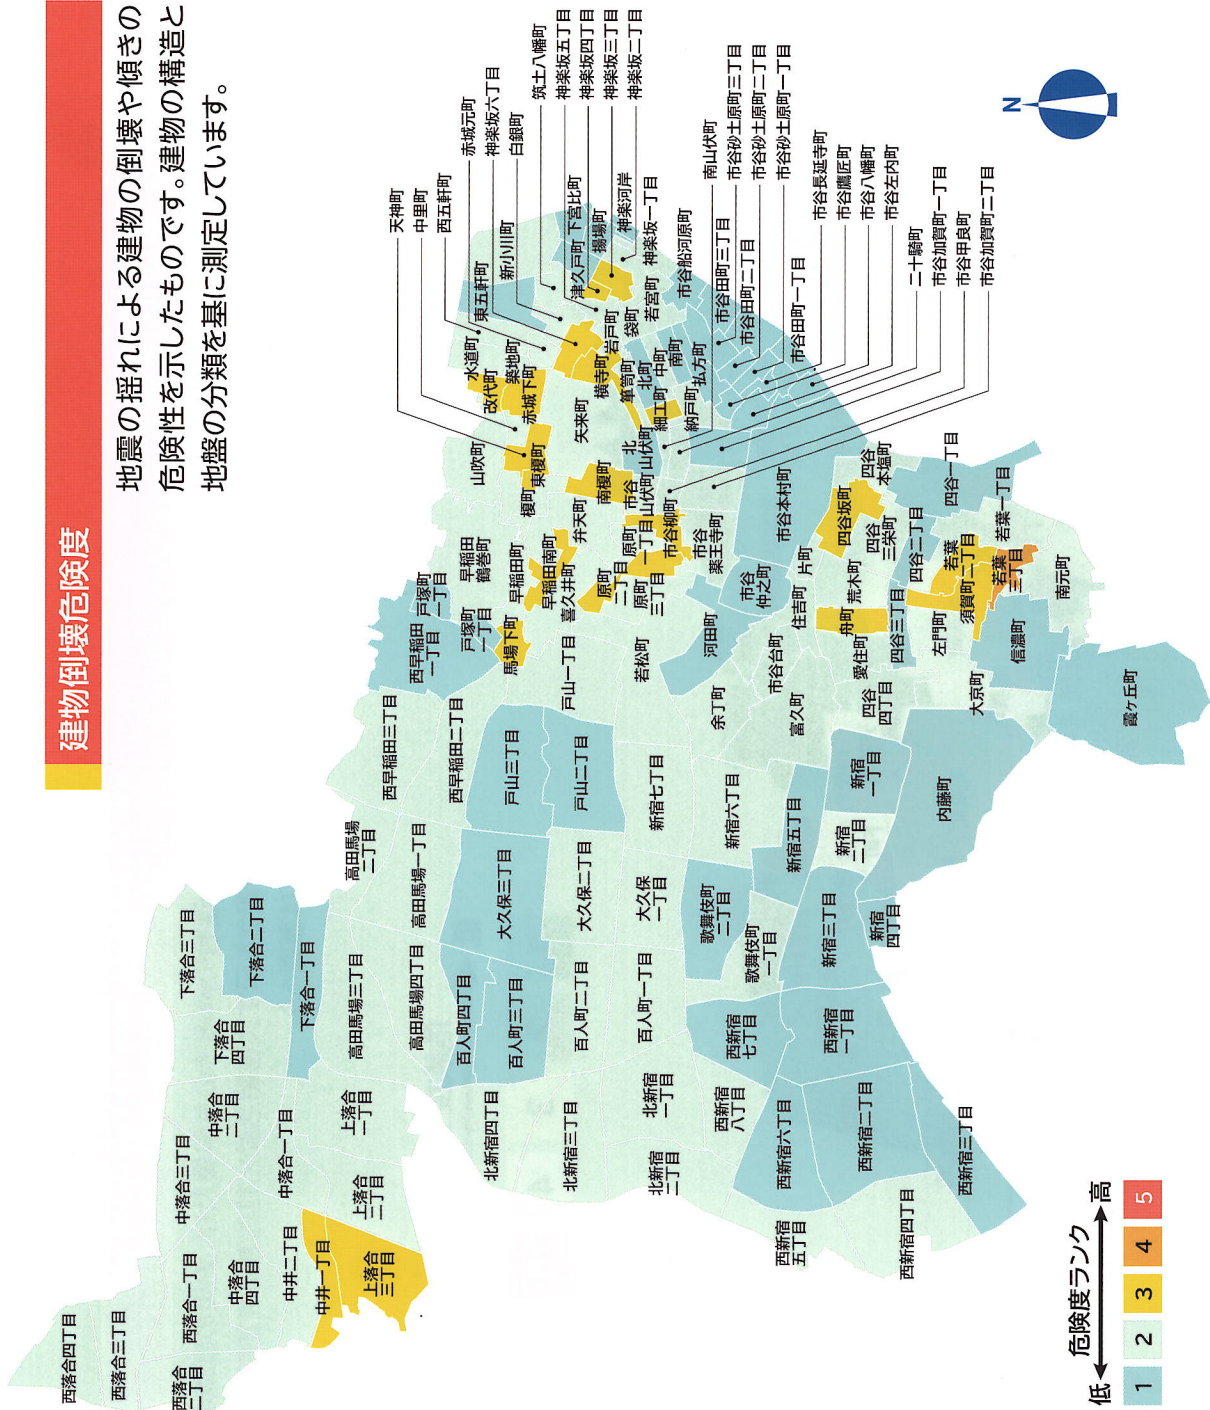 建物倒壊危険度
地震の揺れによる建物の倒壊や傾きの
危険性を示したものです。建物の構造と
地盤の分類を基に測定しています。
N
天神町
中里町
西五軒町
赤城元町
神楽坂六丁目
白銀町
筑土八幡町
神楽坂五丁目
神楽坂四丁目
神楽坂三丁目
神楽坂二丁目
南山伏町
市谷砂土原町三丁目
市谷砂土原町二丁目
市谷砂土原町一丁目
市谷長延寺町
市谷鷹匠町
市谷八幡町
市谷左内町
二十騎町
市谷加賀町一丁目
市谷甲良町
市谷加賀町二丁目
水道町
東五軒町
新小川町
津久戸町
下宮比町
揚場町
神楽河岸
神楽坂一丁目
改代町
築地町
赤城下町
横寺町
岩戸町
袋町
若宮町
市谷船河原町
矢来町
箪笥町
北町
中町
南町
払方町
市谷田町三丁目
市谷田町二丁目
市谷田町一丁目
細工町
納戸町
山吹町
東榎町
榎町
南榎町
北
山伏町
市谷
山伏町
弁天町
早稲田
鶴巻町
早稲田町
早稲田南町
喜久井町
原町
一丁目
原町
二丁目
原町
三丁目
市谷柳町
市谷
薬王寺町
市谷本村町
四谷坂町
四谷
本塩町
四谷一丁目
四谷
三栄町
四谷二丁目
若葉一丁目
若葉
二丁目
若葉
三丁目
須賀町
南元町
戸塚町
一丁目
西早稲田
一丁目
戸塚町
一丁目
馬場下町
戸山一丁目
若松町
河田町
市谷
仲之町
片町
住吉町
荒木町
舟町
愛住町
四谷三丁目
左門町
信濃町
市谷台町
余丁町
富久町
四谷
四丁目
大京町
霞ヶ丘町
西早稲田三丁目
西早稲田二丁目
戸山三丁目
戸山二丁目
新宿七丁目
新宿六丁目
新宿五丁目
新宿
一丁目
新宿
二丁目
内藤町
高田馬場
二丁目
高田馬場一丁目
大久保三丁目
大久保二丁目
大久保
一丁目
歌舞伎町
二丁目
歌舞伎町
一丁目
新宿三丁目
新宿
四丁目
下落合三丁目
下落合二丁目
下落合一丁目
高田馬場三丁目
高田馬場四丁目
百人町四丁目
百人町三丁目
百人町二丁目
百人町一丁目
西新宿
七丁目
西新宿
一丁目
下落合
四丁目
中落合
二丁目
中落合一丁目
上落合
一丁目
北新宿四丁目
北新宿三丁目
北新宿
一丁目
北新宿
二丁目
西新宿
八丁目
西新宿六丁目
西新宿二丁目
西新宿三丁目
中落合三丁目
上落合
二丁目
西新宿
五丁目
西新宿四丁目
西落合一丁目
中落合
四丁目
中井二丁目
中井一丁目
上落合
三丁目
西落合四丁目
西落合三丁目
西落合
二丁目
危険度ランク
低
高
1
2
3
4
5